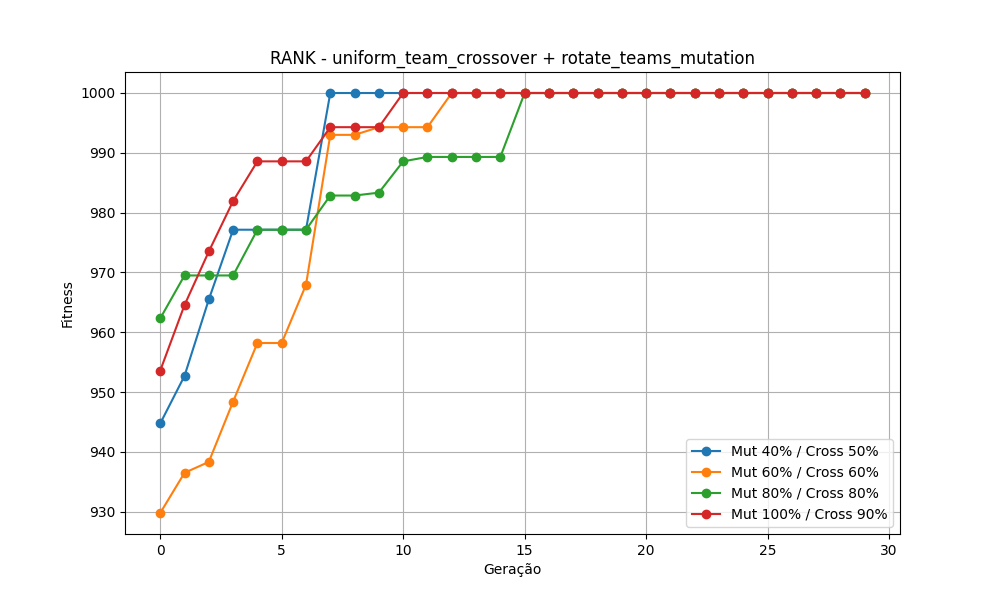 RANK - uniform_team_crossover + rotate_teams_mutation
1000
990
980
970
960
950
940
930
Fitness
0 5 10 15 20 25 30
Geração
Mut 40% / Cross 50%
Mut 60% / Cross 60%
Mut 80% / Cross 80%
Mut 100% / Cross 90%